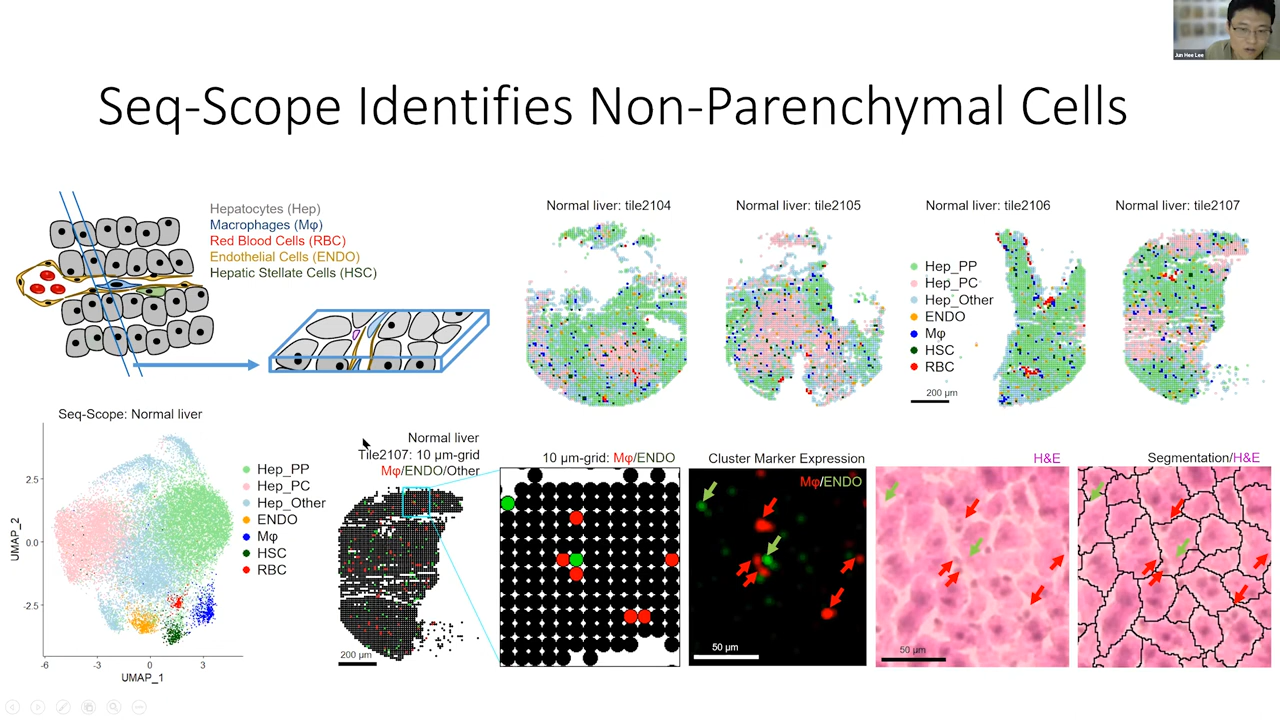 Jun Hee Lee
Seq-Scope Identifies Non-Parenchymal Cells
Hepatocytes (Hep)
Macrophages (Mφ)
Red Blood Cells (RBC)
Endothelial Cells (ENDO)
Hepatic Stellate Cells (HSC)
Normal liver: tile2104
Normal liver: tile2105
Normal liver: tile2106
Normal liver: tile2107
Hep_PP
Hep_PC
Hep_Other
ENDO
Mφ
HSC
RBC
200 µm
Seq-Scope: Normal liver
2.5
0.0
-2.5
UMAP_2
-6
-3
0
3
UMAP_1
Hep_PP
Hep_PC
Hep_Other
ENDO
Mφ
HSC
RBC
Normal liver
Tile2107: 10 µm-grid
Mφ/ENDO/Other
200 µm
10 µm-grid: Mφ/ENDO
Cluster Marker Expression
Mφ/ENDO
50 µm
H&E
50 µm
Segmentation/H&E